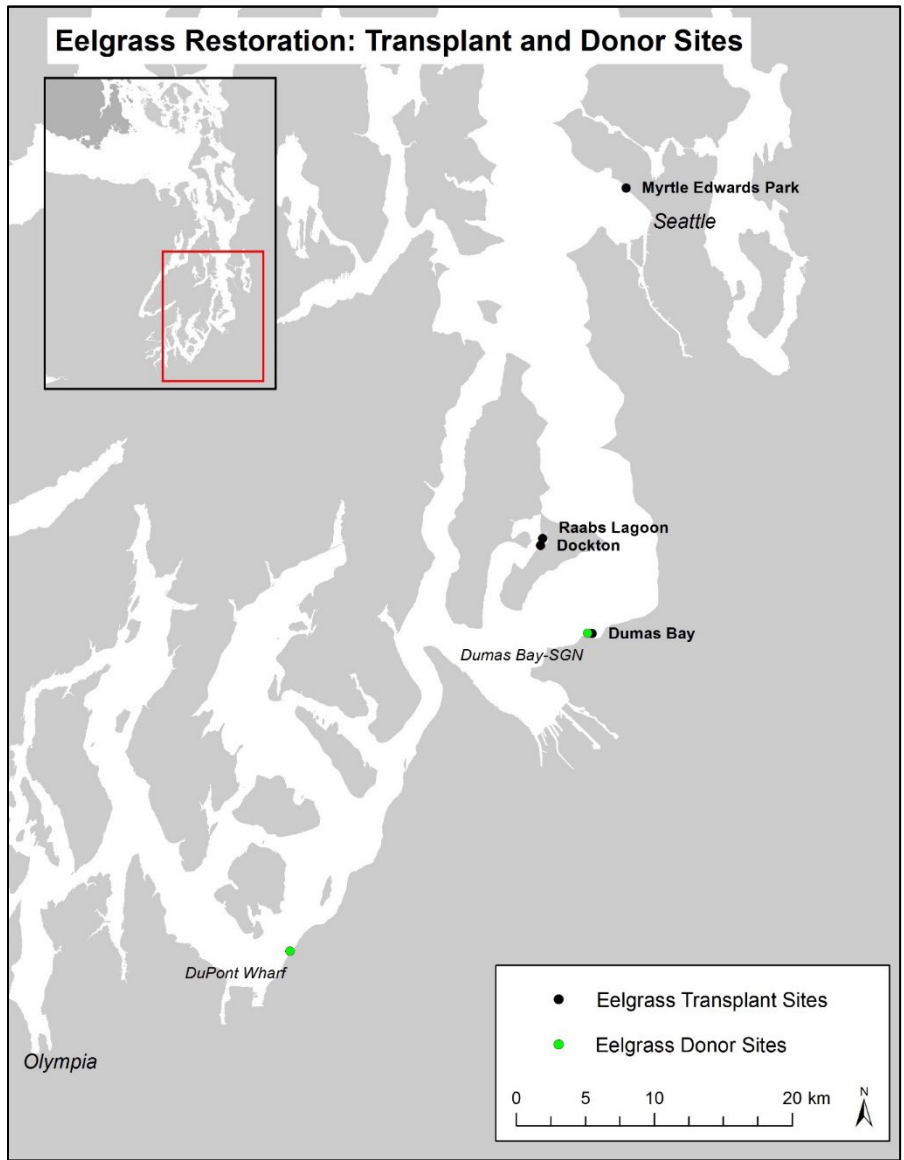 Eelgrass Restoration: Transplant and Donor Sites
Myrtle Edwards Park
Seattle
Raabs Lagoon
Dockton
Dumas Bay
Dumas Bay-SGN
DuPont Wharf
Olympia
Eelgrass Transplant Sites
Eelgrass Donor Sites
0 5 10 20 km
N